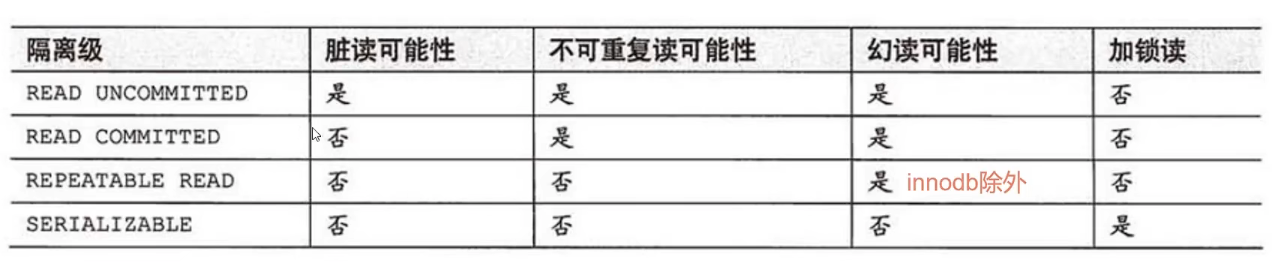 隔离级 脏读可能性 不可重复读可能性 幻读可能性 加锁读
READ UNCOMMITTED 是 是 是 否
READ COMMITTED 否 是 是 否
REPEATABLE READ 否 否 是 innodb除外 否
SERIALIZABLE 否 否 否 是